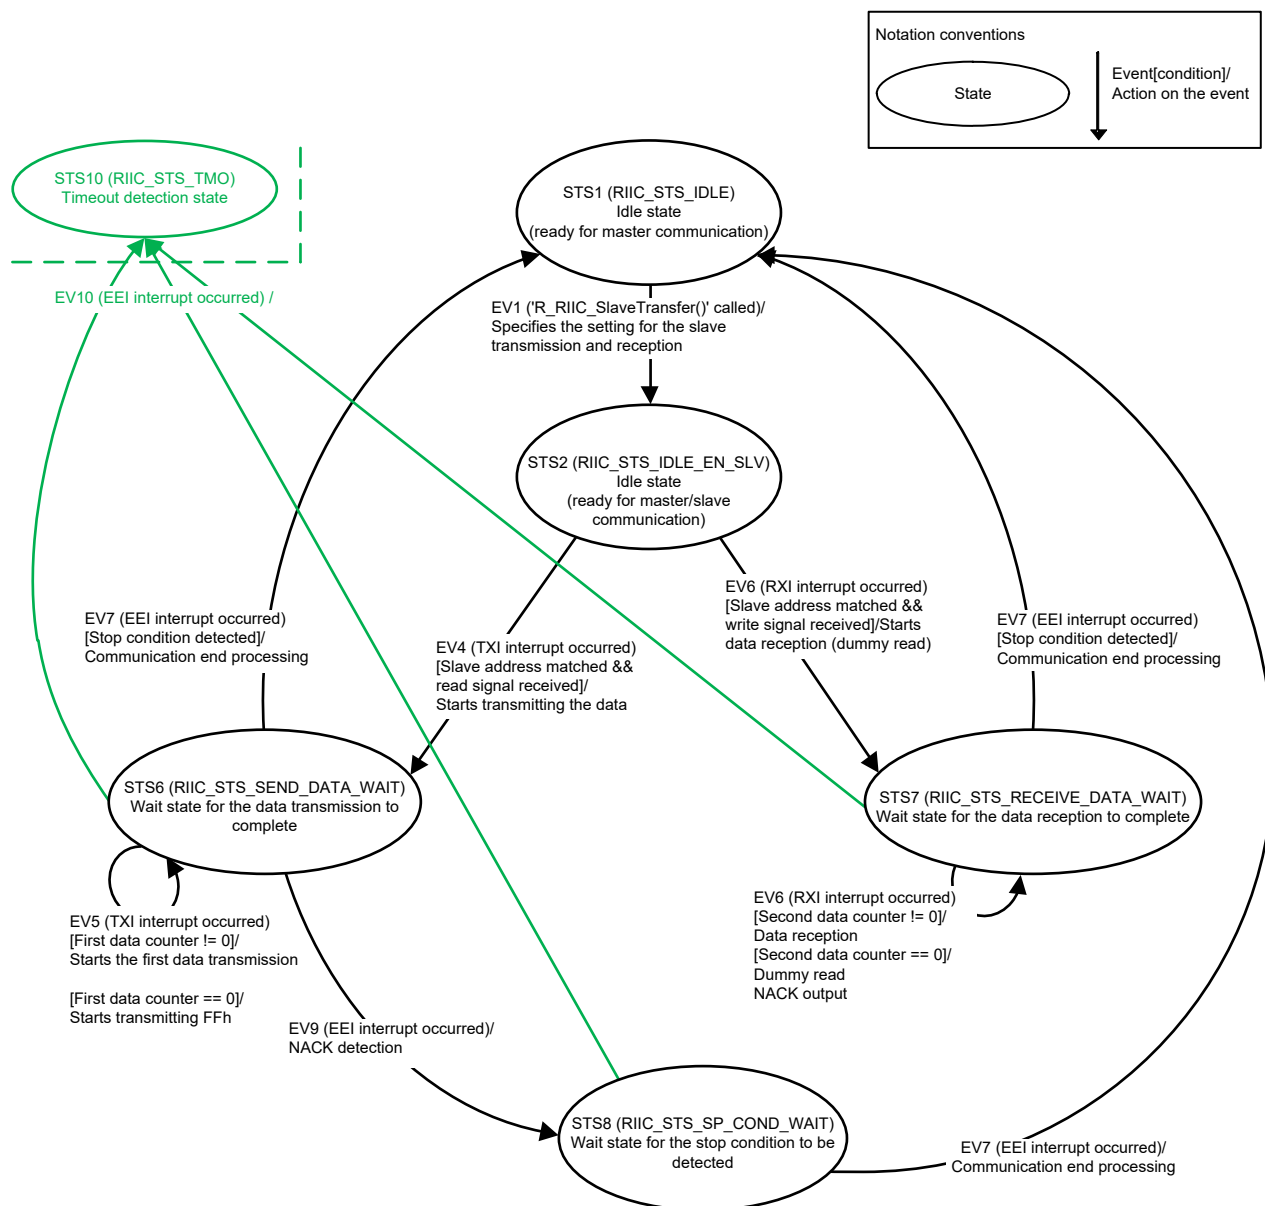 Notation conventions
State
Event[condition]/
Action on the event
STS10 (RIIC_STS_TMO)
Timeout detection state
STS1 (RIIC_STS_IDLE)
Idle state
(ready for master communication)
EV10 (EEI interrupt occurred) /
EV1 ('R_RIIC_SlaveTransfer()' called)/
Specifies the setting for the slave
transmission and reception
STS2 (RIIC_STS_IDLE_EN_SLV)
Idle state
(ready for master/slave
communication)
EV7 (EEI interrupt occurred)
[Stop condition detected]/
Communication end processing
EV4 (TXI interrupt occurred)
[Slave address matched &&
read signal received]/
Starts transmitting the data
EV6 (RXI interrupt occurred)
[Slave address matched &&
write signal received]/Starts
data reception (dummy read)
EV7 (EEI interrupt occurred)
[Stop condition detected]/
Communication end processing
STS6 (RIIC_STS_SEND_DATA_WAIT)
Wait state for the data transmission to
complete
STS7 (RIIC_STS_RECEIVE_DATA_WAIT)
Wait state for the data reception to complete
EV5 (TXI interrupt occurred)
[First data counter != 0]/
Starts the first data transmission
[First data counter == 0]/
Starts transmitting FFh
EV6 (RXI interrupt occurred)
[Second data counter != 0]/
Data reception
[Second data counter == 0]/
Dummy read
NACK output
EV9 (EEI interrupt occurred)/
NACK detection
STS8 (RIIC_STS_SP_COND_WAIT)
Wait state for the stop condition to be
detected
EV7 (EEI interrupt occurred)/
Communication end processing